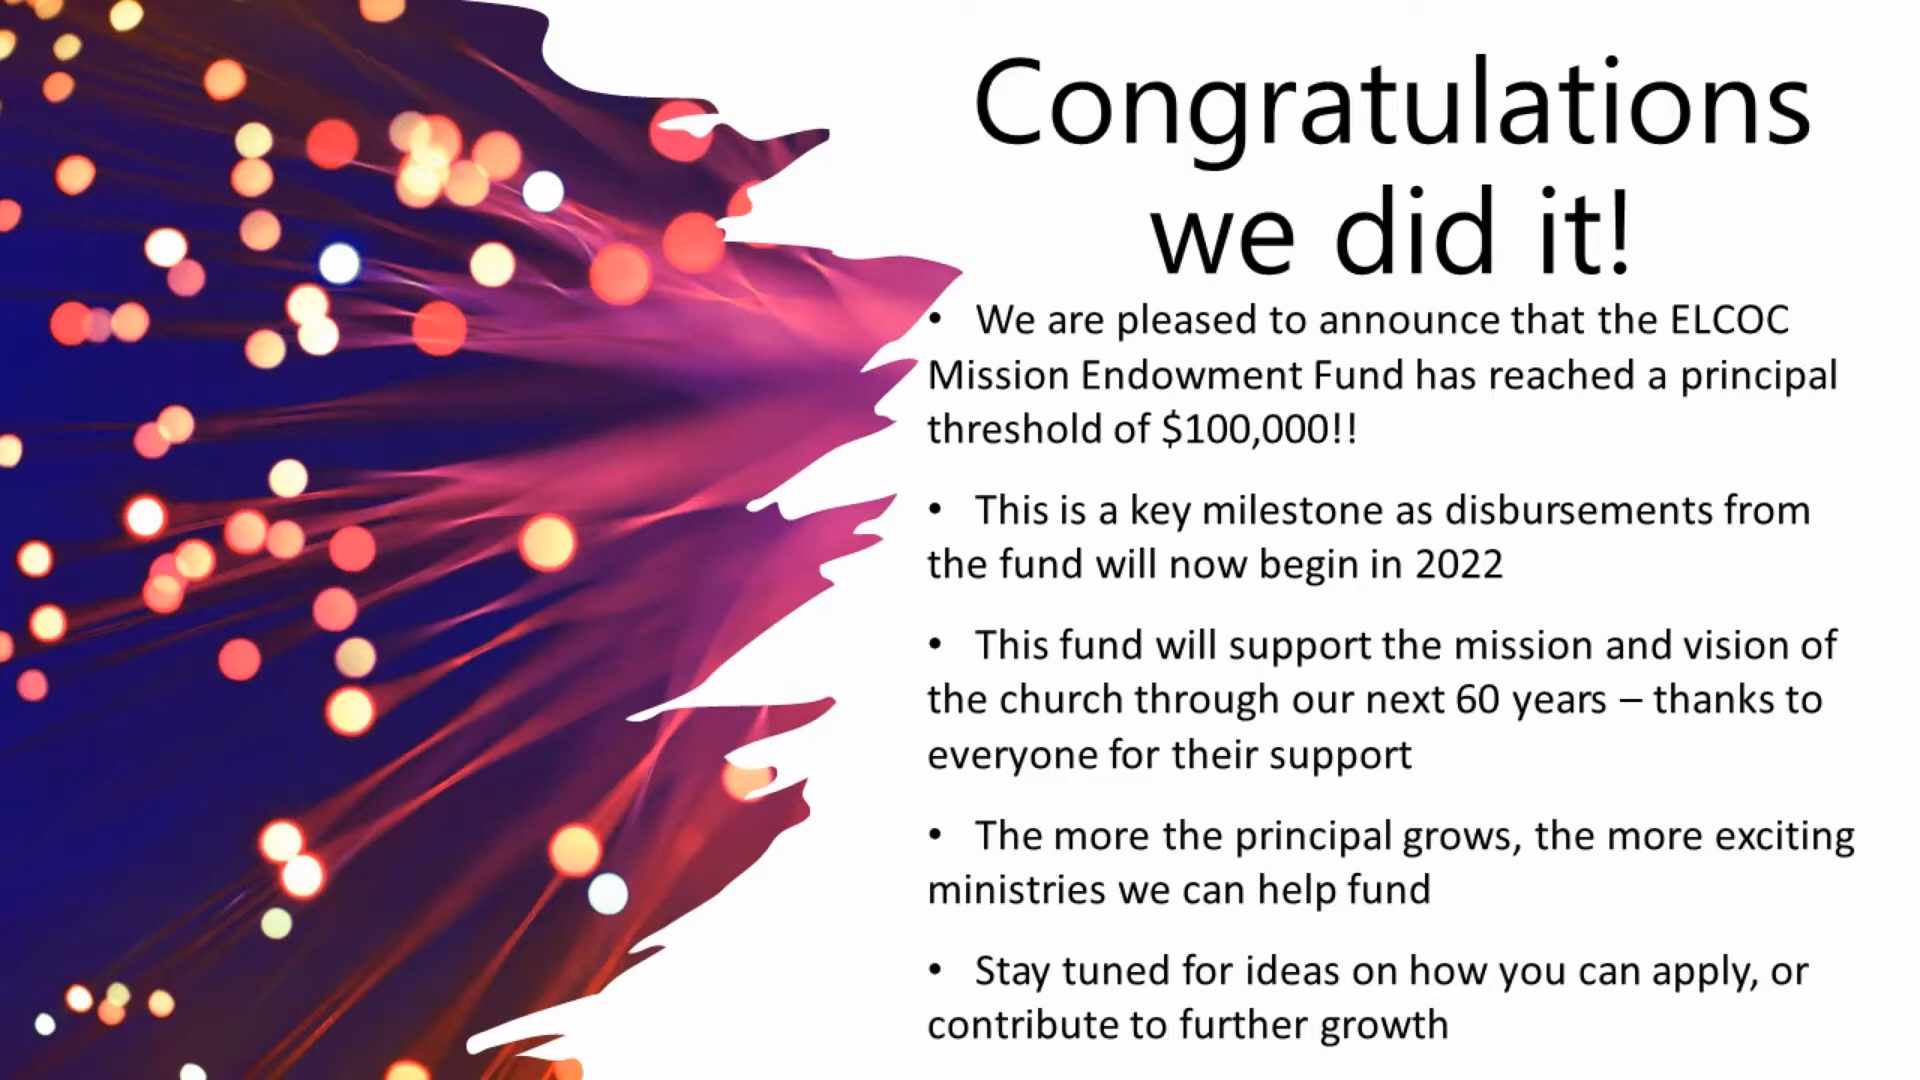 Congratulations
we did it!
• We are pleased to announce that the ELCOC
Mission Endowment Fund has reached a principal
threshold of $100,000!!
• This is a key milestone as disbursements from
the fund will now begin in 2022
• This fund will support the mission and vision of
the church through our next 60 years – thanks to
everyone for their support
• The more the principal grows, the more exciting
ministries we can help fund
• Stay tuned for ideas on how you can apply, or
contribute to further growth